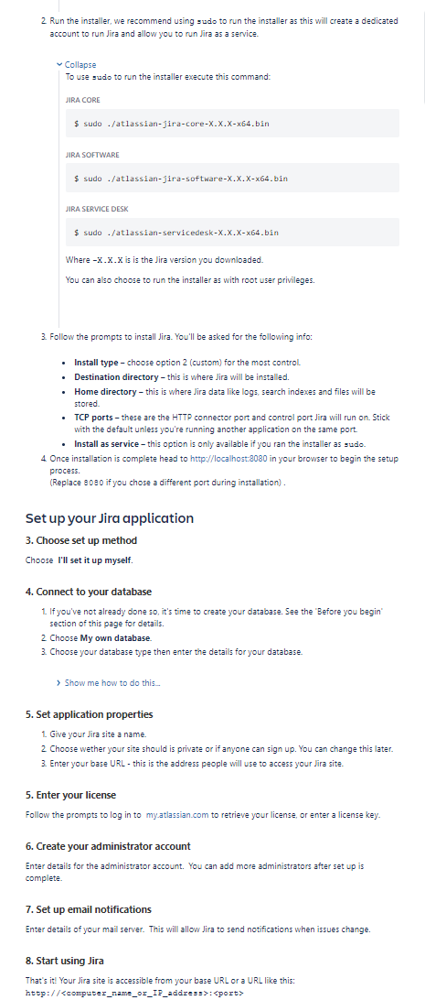 2. Run the installer, we recommend using sudo to run the installer as this will create a dedicated
account to run Jira and allow you to run Jira as a service.
Collapse
To use sudo to run the installer execute this command:
JIRA CORE
$ sudo ./atlassian-jira-core-X.X.X-x64.bin
JIRA SOFTWARE
$ sudo ./atlassian-jira-software-X.X.X-x64.bin
JIRA SERVICE DESK
$ sudo ./atlassian-servicedesk-X.X.X-x64.bin
Where -X.X.X is is the Jira version you downloaded.
You can also choose to run the installer as with root user privileges.
3. Follow the prompts to install Jira. You'll be asked for the following info:
• Install type – choose option 2 (custom) for the most control.
• Destination directory – this is where Jira will be installed.
• Home directory – this is where Jira data like logs, search indexes and files will be
stored.
• TCP ports – these are the HTTP connector port and control port Jira will run on. Stick
with the default unless you're running another application on the same port.
• Install as service – this option is only available if you ran the installer as sudo.
4. Once installation is complete head to http://localhost:8080 in your browser to begin the setup
process.
(Replace 8080 if you chose a different port during installation) .
Set up your Jira application
3. Choose set up method
Choose I'll set it up myself.
4. Connect to your database
1. If you've not already done so, it's time to create your database. See the 'Before you begin'
section of this page for details.
2. Choose My own database.
3. Choose your database type then enter the details for your database.
Show me how to do this...
5. Set application properties
1. Give your Jira site a name.
2. Choose wether your site should is private or if anyone can sign up. You can change this later.
3. Enter your base URL - this is the address people will use to access your Jira site.
5. Enter your license
Follow the prompts to log in to my.atlassian.com to retrieve your license, or enter a license key.
6. Create your administrator account
Enter details for the administrator account. You can add more administrators after set up is
complete.
7. Set up email notifications
Enter details of your mail server. This will allow Jira to send notifications when issues change.
8. Start using Jira
That's it! Your Jira site is accessible from your base URL or a URL like this:
http://<computer_name_or_IP_address>:<port>